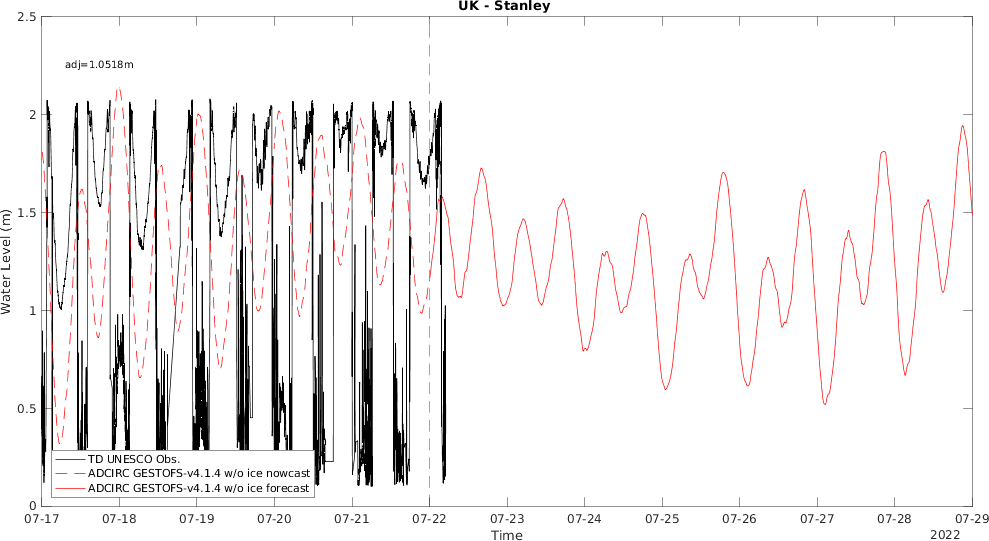 UK - Stanley
adj=1.0518m
Water Level (m)
2.5
2
1.5
1
0.5
0
TD UNESCO Obs.
ADCIRC GESTOFS-v4.1.4 w/o ice nowcast
ADCIRC GESTOFS-v4.1.4 w/o ice forecast
07-17 07-18 07-19 07-20 07-21 07-22 07-23 07-24 07-25 07-26 07-27 07-28 07-29
Time
2022